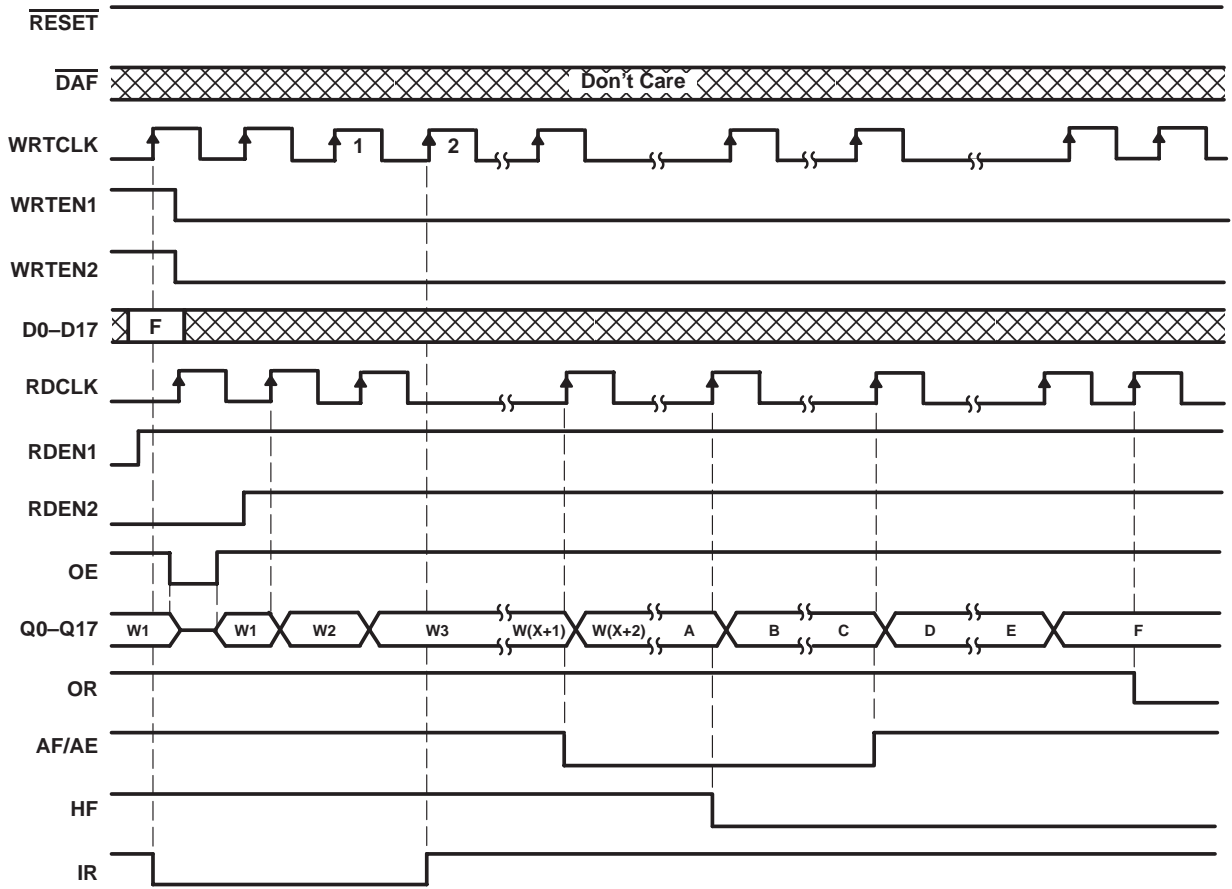 RESET
DAF Don't Care
WRTCLK 1 2
WRTEN1
WRTEN2
D0–D17 F
RDCLK
RDEN1
RDEN2
OE
Q0–Q17 W1 W1 W2 W3 W(X+1) W(X+2) A B C D E F
OR
AF/AE
HF
IR